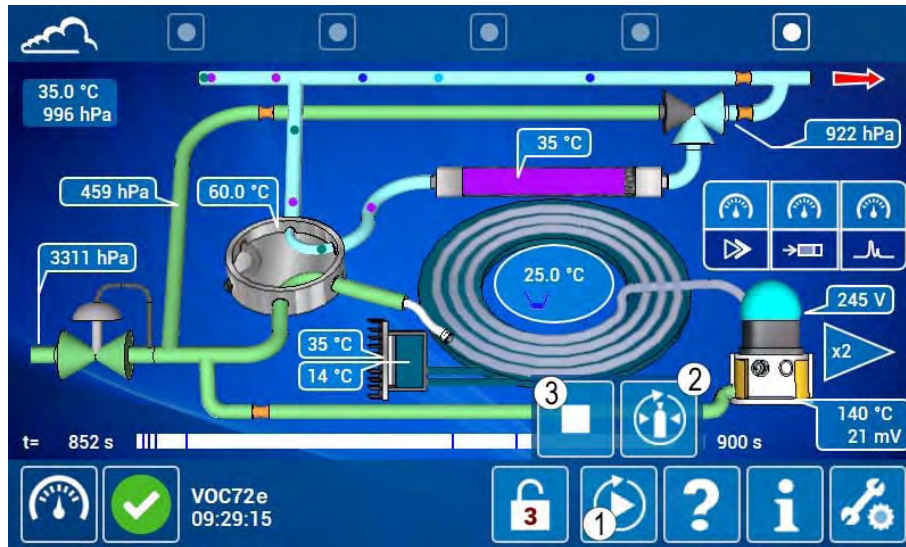 35.0 °C
996 hPa
35 °C
922 hPa
459 hPa
60.0 °C
3311 hPa
25.0 °C
245 V
35 °C
14 °C
x2
3
2
140 °C
21 mV
t= 852 s
900 s
VOC72e
09:29:15
3
1
?
i